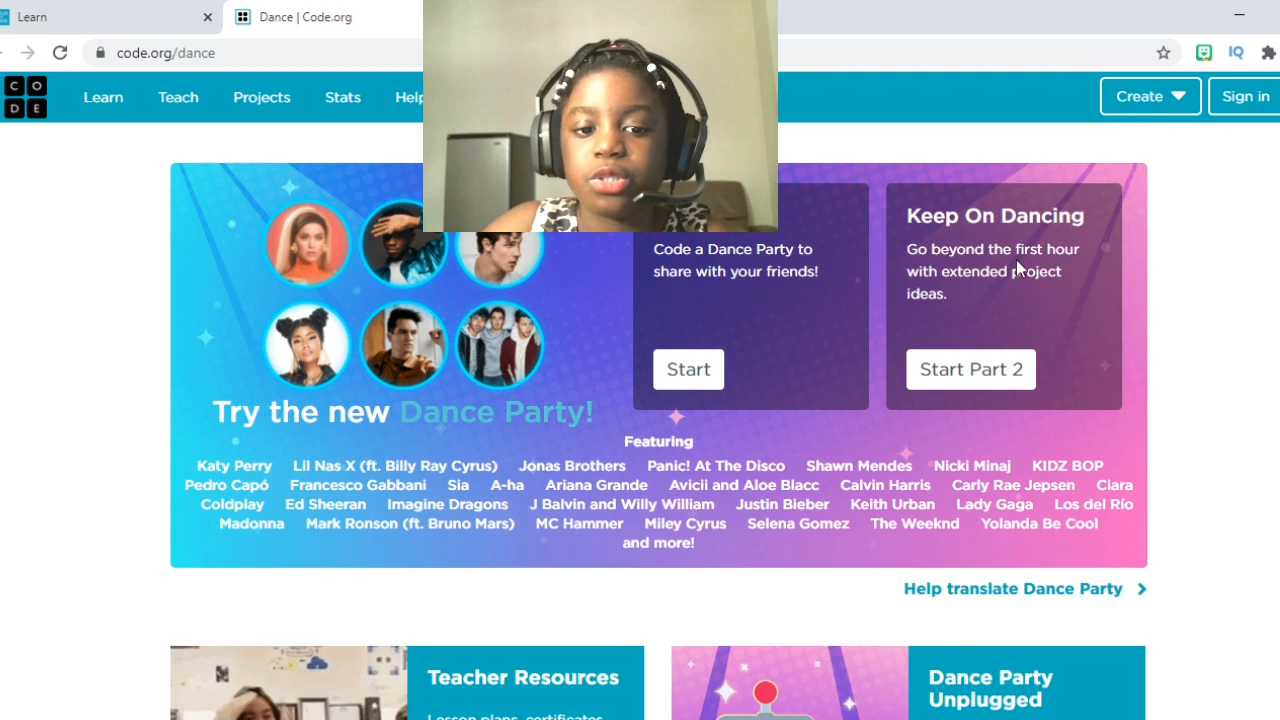 Learn
Dance | Code.org
code.org/dance
IQ
C O
D E
Learn Teach Projects Stats Help
Create
Sign in
Code a Dance Party to
share with your friends!
Start
Keep On Dancing
Go beyond the first hour
with extended project
ideas.
Start Part 2
Try the new Dance Party!
Featuring
Katy Perry Lil Nas X (ft. Billy Ray Cyrus) Jonas Brothers Panic! At The Disco Shawn Mendes Nicki Minaj KIDZ BOP
Pedro Capó Francesco Gabbani Sia A-ha Ariana Grande Avicii and Aloe Blacc Calvin Harris Carly Rae Jepsen Ciara
Coldplay Ed Sheeran Imagine Dragons J Balvin and Willy William Justin Bieber Keith Urban Lady Gaga Los del Río
Madonna Mark Ronson (ft. Bruno Mars) MC Hammer Miley Cyrus Selena Gomez The Weeknd Yolanda Be Cool
and more!
Help translate Dance Party
Teacher Resources
Lesson plans, certificates
Dance Party
Unplugged